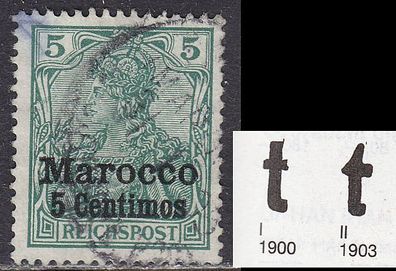 5 5
Marocco
5 Centimos
REICHSPOST
t t
I II
1900 1903